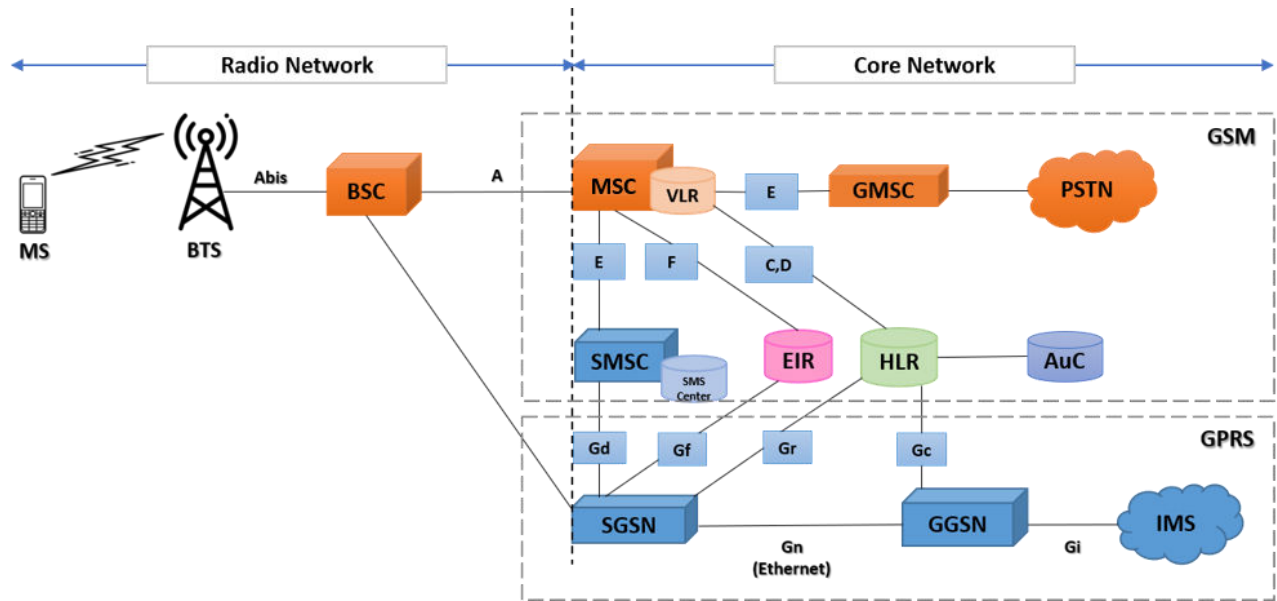 Radio Network
Core Network
GSM
MS
BTS
Abis
BSC
A
MSC
VLR
E
GMSC
PSTN
E
F
C,D
SMSC
SMS
Center
EIR
HLR
AuC
GPRS
Gd
Gf
Gr
Gc
SGSN
GGSN
IMS
Gn
(Ethernet)
Gi